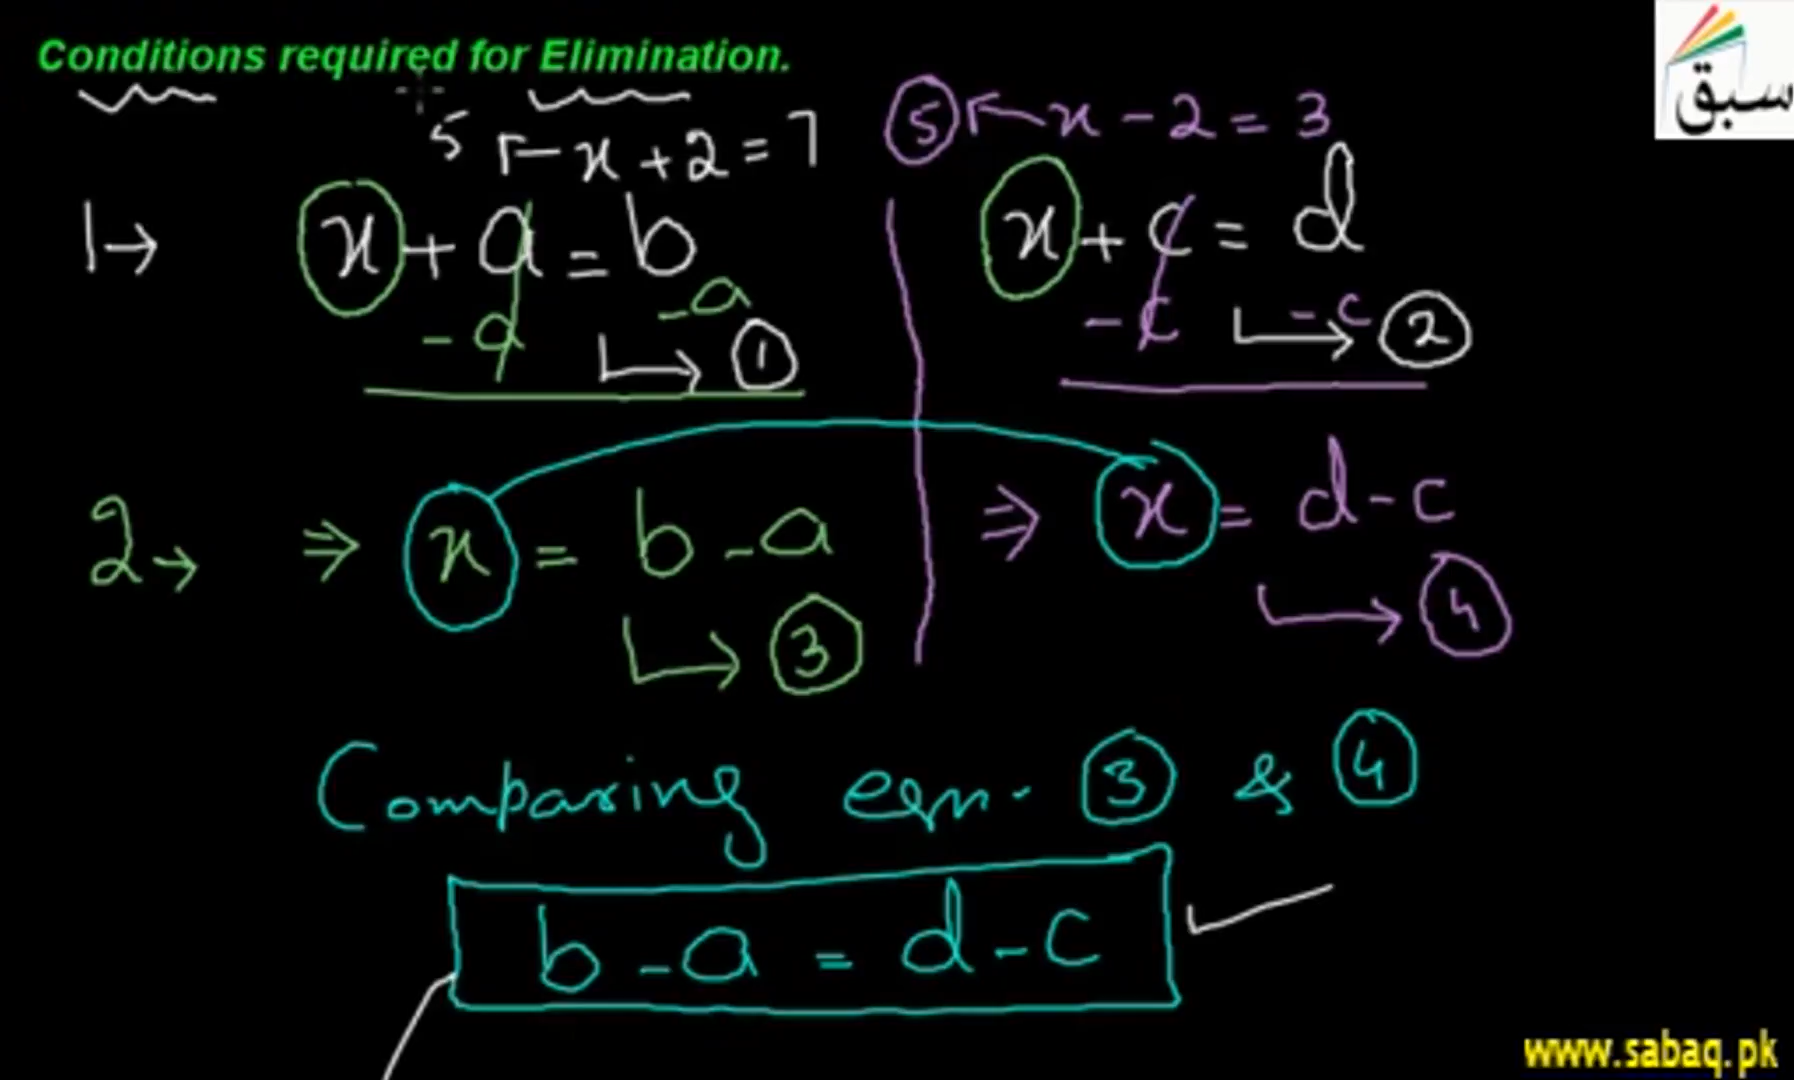 Conditions required for Elimination.
سبق
5 ← x + 2 = 7
5 ← x - 2 = 3
1 → x + a = b
x + c = d
- a - a
- c - c
→ 1
→ 2
2 → ⇒ x = b - a
⇒ x = d - c
→ 3
→ 4
Comparing eqn. 3 & 4
b - a = d - c
www.sabaq.pk